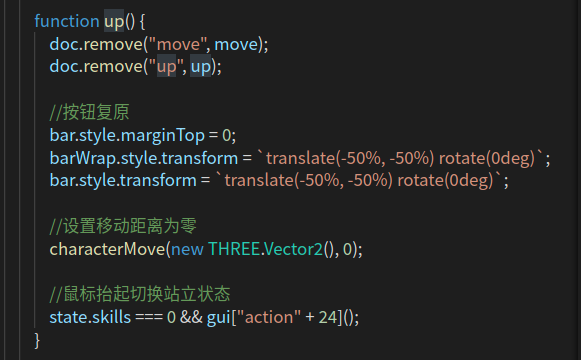 function up() {
doc.remove("move", move);
doc.remove("up", up);
//按钮复原
bar.style.marginTop = 0;
barWrap.style.transform = `translate(-50%, -50%) rotate(0deg)`;
bar.style.transform = `translate(-50%, -50%) rotate(0deg)`;
//设置移动距离为零
characterMove(new THREE.Vector2(), 0);
//鼠标抬起切换站立状态
state.skills === 0 && gui["action" + 24]();
}